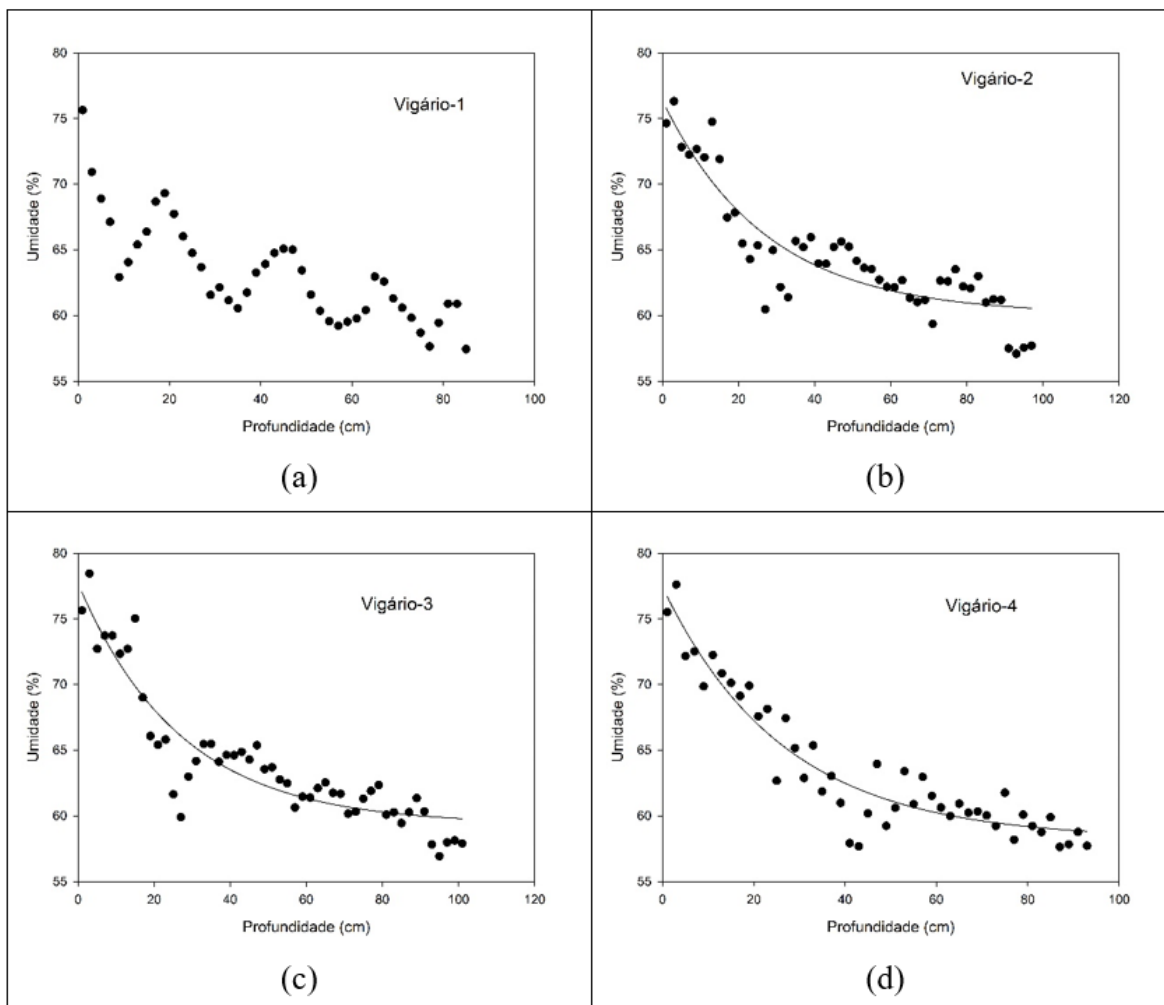 80
Vigário-1
75
70
65
60
55
Umidade (%)
0 20 40 60 80 100
Profundidade (cm)
(a)
80
Vigário-2
75
70
65
60
55
Umidade (%)
0 20 40 60 80 100 120
Profundidade (cm)
(b)
80
Vigário-3
75
70
65
60
55
Umidade (%)
0 20 40 60 80 100 120
Profundidade (cm)
(c)
80
Vigário-4
75
70
65
60
55
Umidade (%)
0 20 40 60 80 100
Profundidade (cm)
(d)